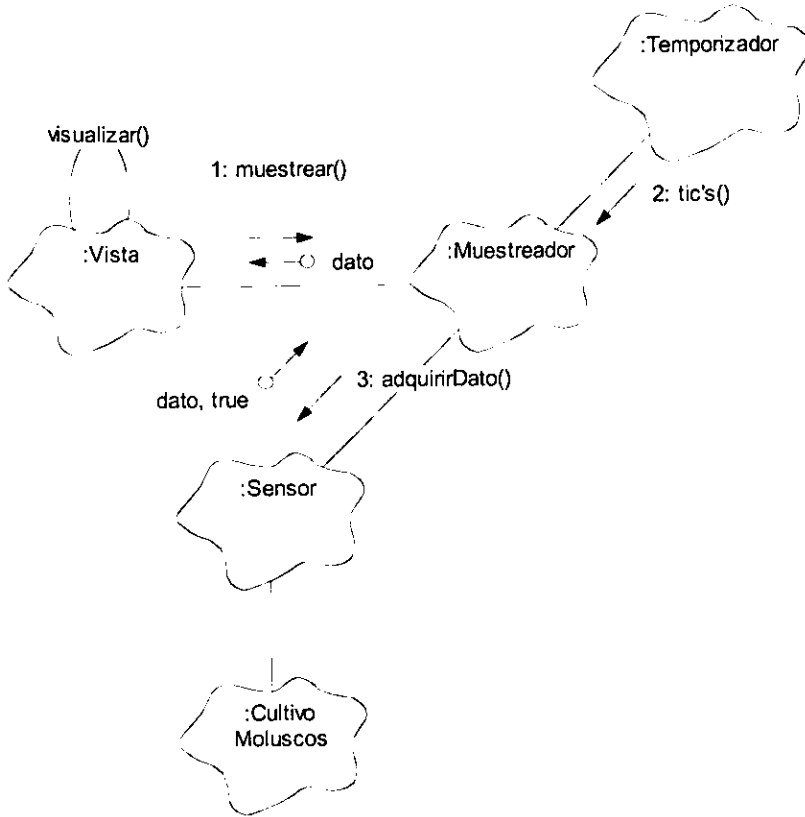 :Temporizador
visualizar()
1: muestrear()
2: tic's()
:Vista
:Muestreador
dato
3: adquirirDato()
dato, true
:Sensor
:Cultivo
Moluscos